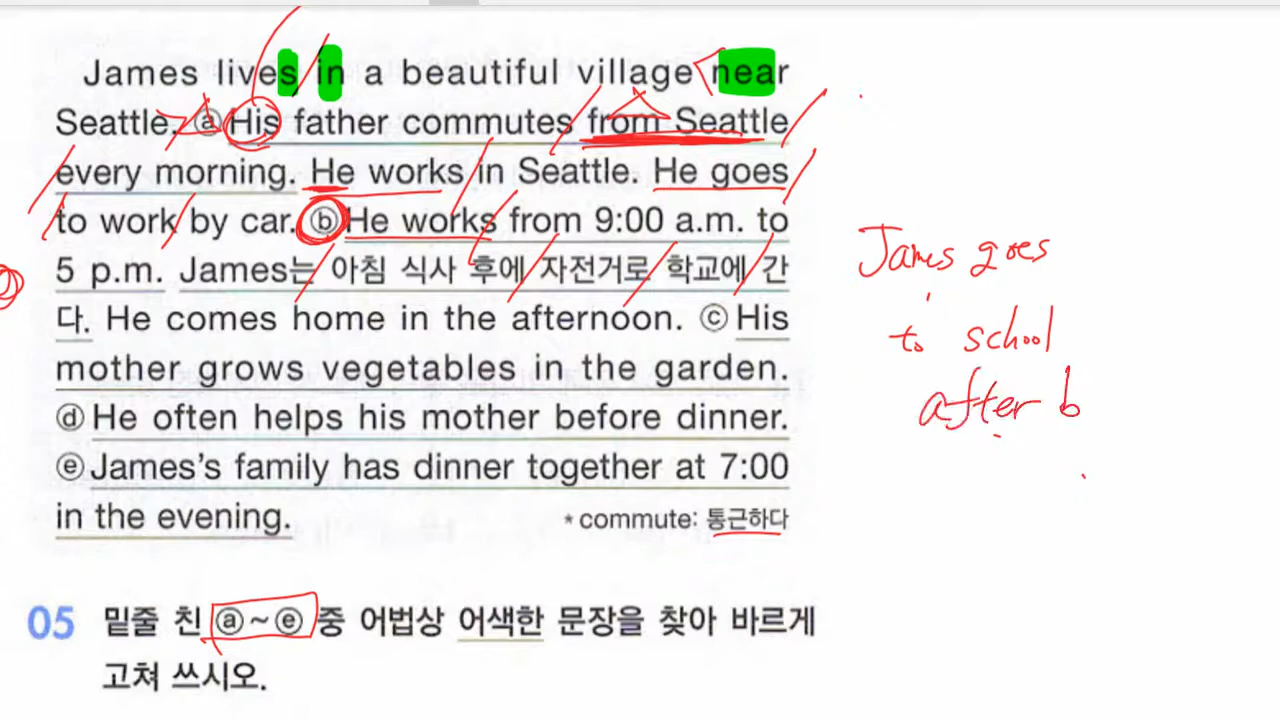 James lives in a beautiful village near
Seattle. ⓐ His father commutes from Seattle
every morning. He works in Seattle. He goes
to work by car. ⓑ He works from 9:00 a.m. to
5 p.m. James는 아침 식사 후에 자전거로 학교에 간
다. He comes home in the afternoon. ⓒ His
mother grows vegetables in the garden.
ⓓ He often helps his mother before dinner.
ⓔ James's family has dinner together at 7:00
in the evening.
* commute: 통근하다
James goes
to school
after b
05 밑줄 친 ⓐ ~ ⓔ 중 어법상 어색한 문장을 찾아 바르게
고쳐 쓰시오.